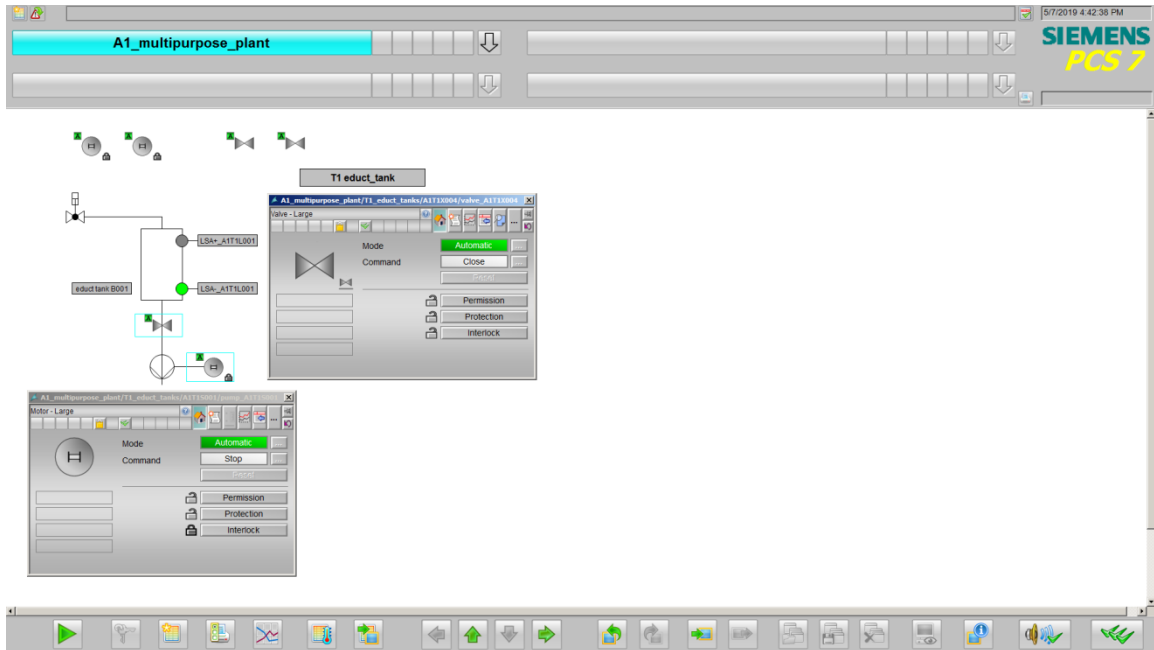 5/7/2019 4:42:38 PM
A1_multipurpose_plant
SIEMENS
PCS 7
A
A
A
A
T1 educt_tank
A1_multipurpose_plant/T1_educt_tanks/A1T1X004/valve_A1T1X004
Valve - Large
...
LSA+_A1T1L001
Mode
Automatic
...
Command
Close
...
Reset
educt tank B001
LSA-_A1T1L001
Permission
Protection
Interlock
A
A
A1_multipurpose_plant/T1_educt_tanks/A1T1S001/pump_A1T1S001
Motor - Large
...
Mode
Automatic
...
Command
Stop
...
Reset
Permission
Protection
Interlock